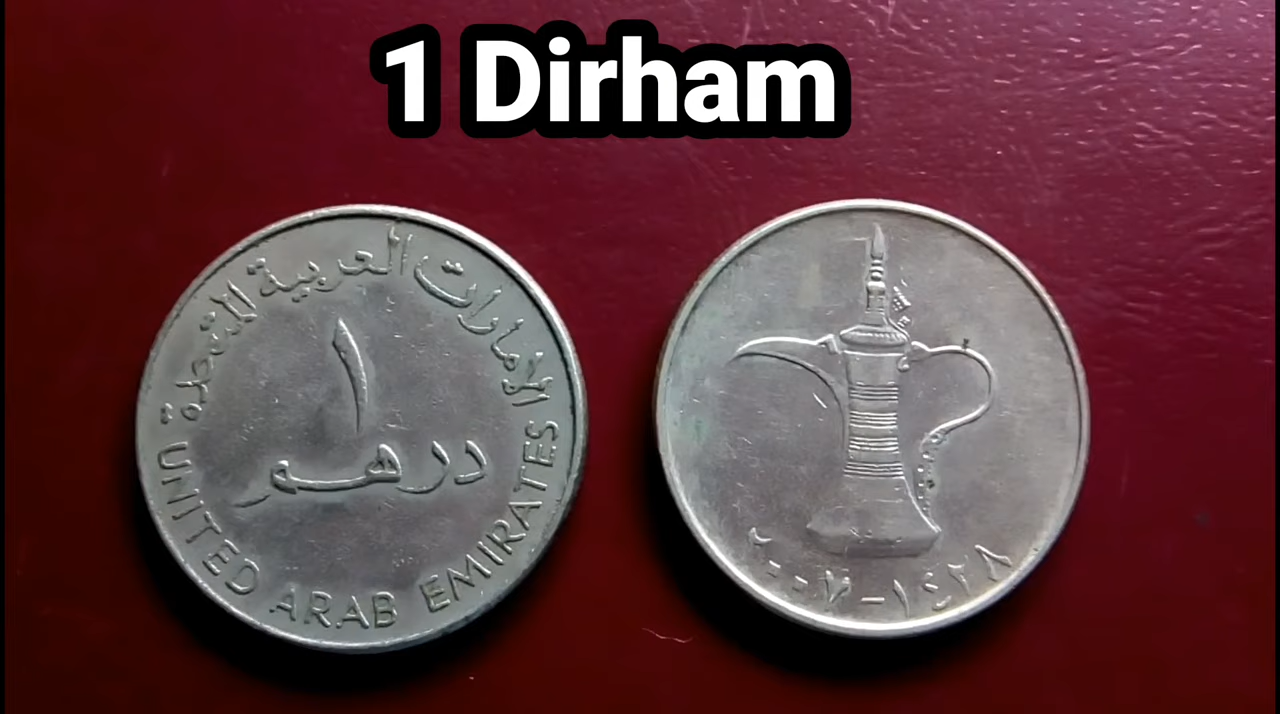 1 Dirham
الإمارات العربية المتحدة
١
درهم
UNITED ARAB EMIRATES
٢٠٠٧-١٤٢٨